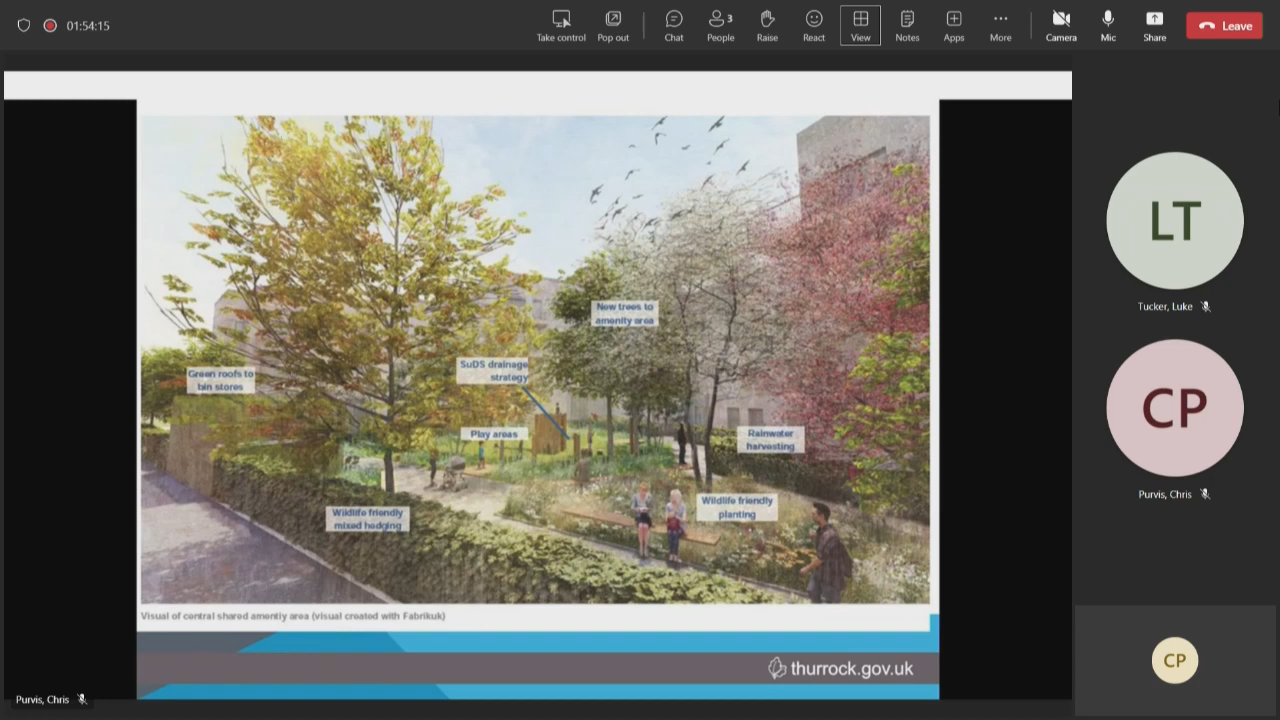 01:54:15
Take control
Pop out
Chat
3
People
Raise
React
View
Notes
Apps
More
Camera
Mic
Share
Leave
New trees to
amenity area
SuDS drainage
strategy
Green roofs to
bin stores
Play areas
Rainwater
harvesting
Wildlife friendly
planting
Wildlife friendly
mixed hedging
Visual of central shared amenity area (visual created with Fabrikuk)
thurrock.gov.uk
Purvis, Chris
LT
Tucker, Luke
CP
Purvis, Chris
CP